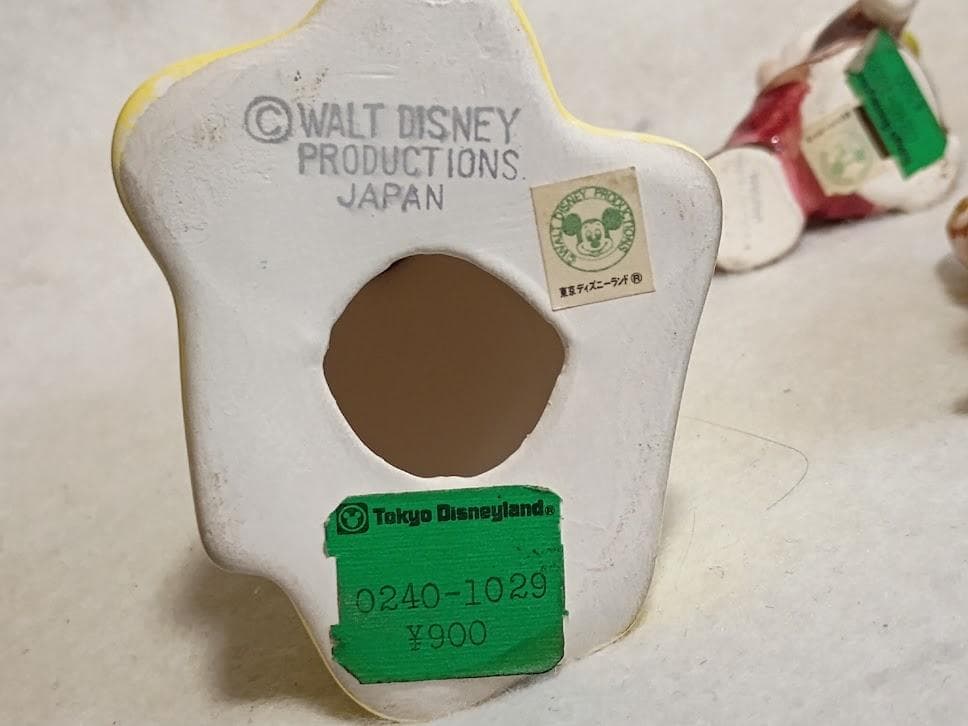 ©WALT DISNEY
PRODUCTIONS.
JAPAN
©WALT DISNEY PRODUCTIONS
東京ディズニーランド®
Tokyo Disneyland®
0240-1029
¥900